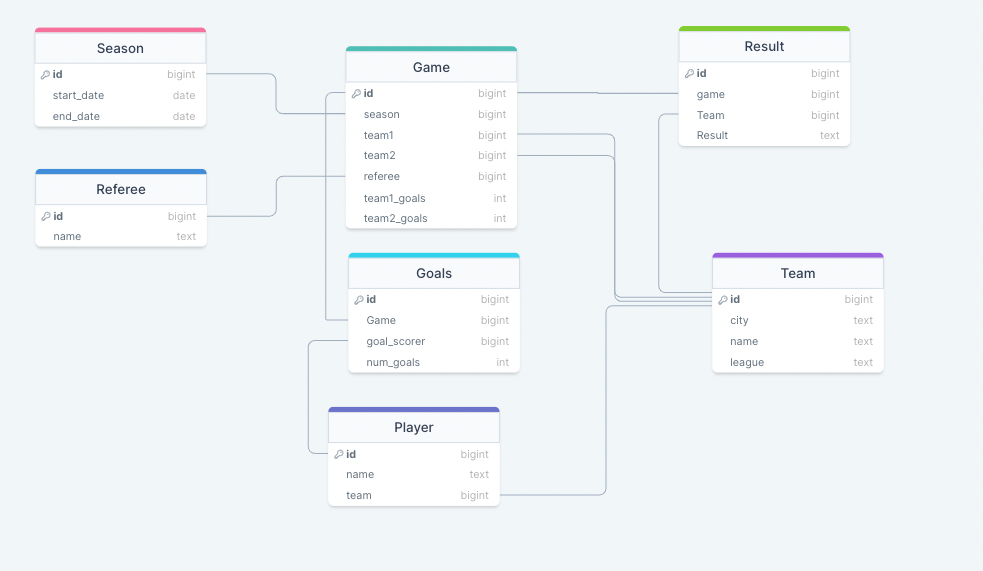 Season
id bigint
start_date date
end_date date
Referee
id bigint
name text
Game
id bigint
season bigint
team1 bigint
team2 bigint
referee bigint
team1_goals int
team2_goals int
Goals
id bigint
Game bigint
goal_scorer bigint
num_goals int
Player
id bigint
name text
team bigint
Result
id bigint
game bigint
Team bigint
Result text
Team
id bigint
city text
name text
league text